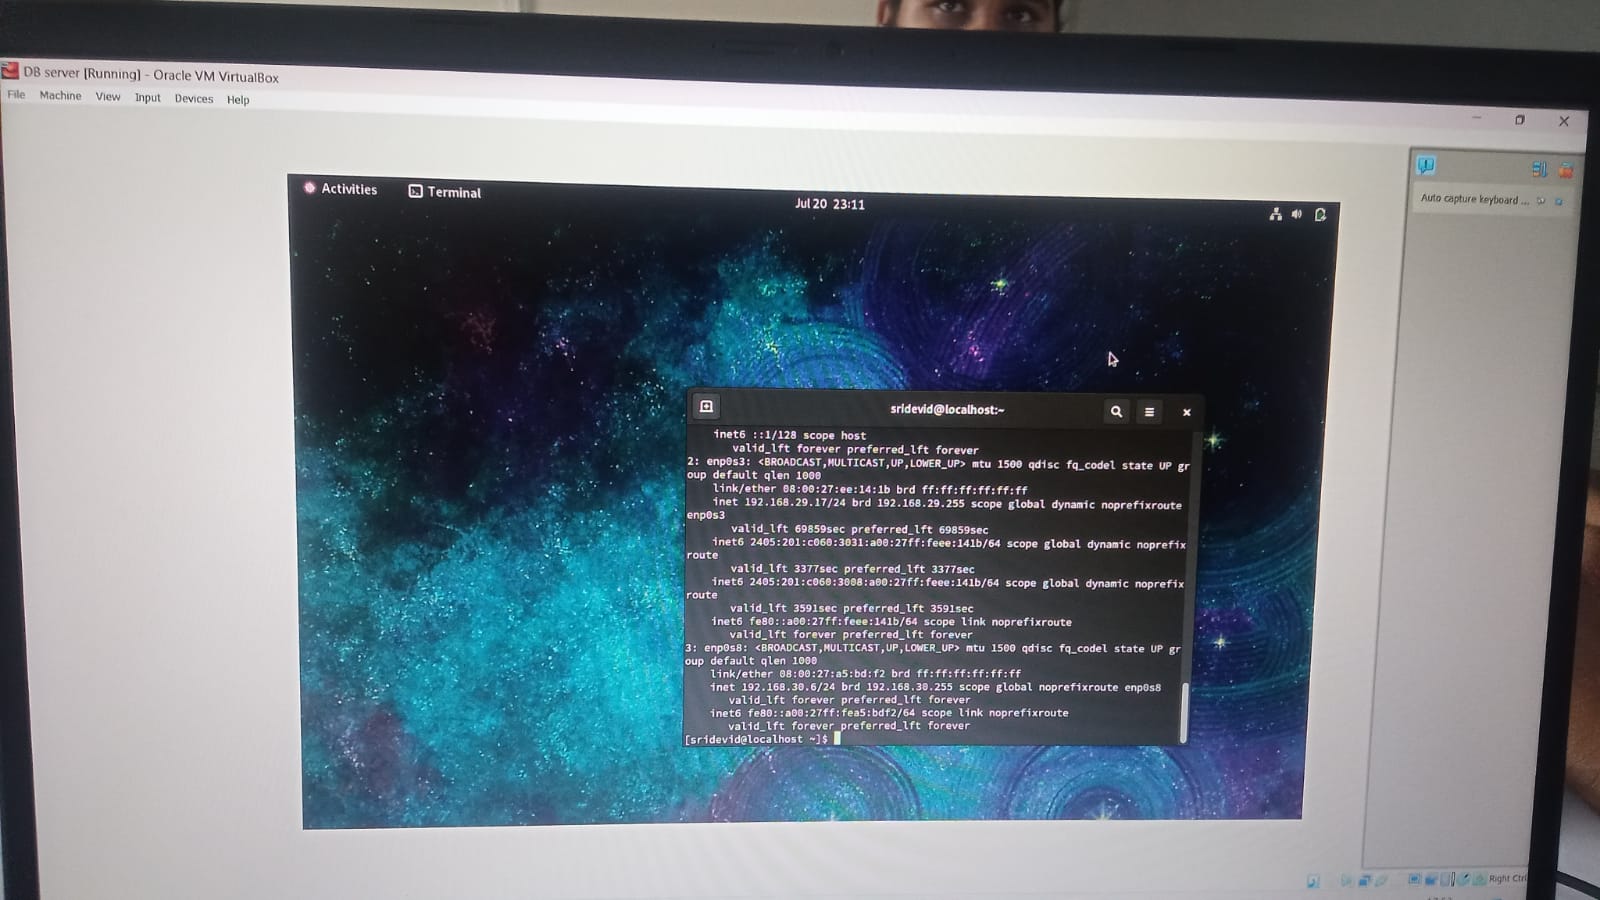 DB server [Running] - Oracle VM VirtualBox
File Machine View Input Devices Help
Auto capture keyboard ...
Activities Terminal
Jul 20 23:11
sridevid@localhost:~
inet6 ::1/128 scope host
valid_lft forever preferred_lft forever
2: enp0s3: <BROADCAST,MULTICAST,UP,LOWER_UP> mtu 1500 qdisc fq_codel state UP gr
oup default qlen 1000
link/ether 08:00:27:ee:14:1b brd ff:ff:ff:ff:ff:ff
inet 192.168.29.17/24 brd 192.168.29.255 scope global dynamic noprefixroute
enp0s3
valid_lft 69859sec preferred_lft 69859sec
inet6 2405:201:c060:3031:a00:27ff:feee:141b/64 scope global dynamic noprefix
route
valid_lft 3377sec preferred_lft 3377sec
inet6 2405:201:c060:3008:a00:27ff:feee:141b/64 scope global dynamic noprefix
route
valid_lft 3591sec preferred_lft 3591sec
inet6 fe80::a00:27ff:feee:141b/64 scope link noprefixroute
valid_lft forever preferred_lft forever
3: enp0s8: <BROADCAST,MULTICAST,UP,LOWER_UP> mtu 1500 qdisc fq_codel state UP gr
oup default qlen 1000
link/ether 08:00:27:a5:bd:f2 brd ff:ff:ff:ff:ff:ff
inet 192.168.30.6/24 brd 192.168.30.255 scope global noprefixroute enp0s8
valid_lft forever preferred_lft forever
inet6 fe80::a00:27ff:fea5:bdf2/64 scope link noprefixroute
valid_lft forever preferred_lft forever
[sridevid@localhost ~]$
Right Ctrl